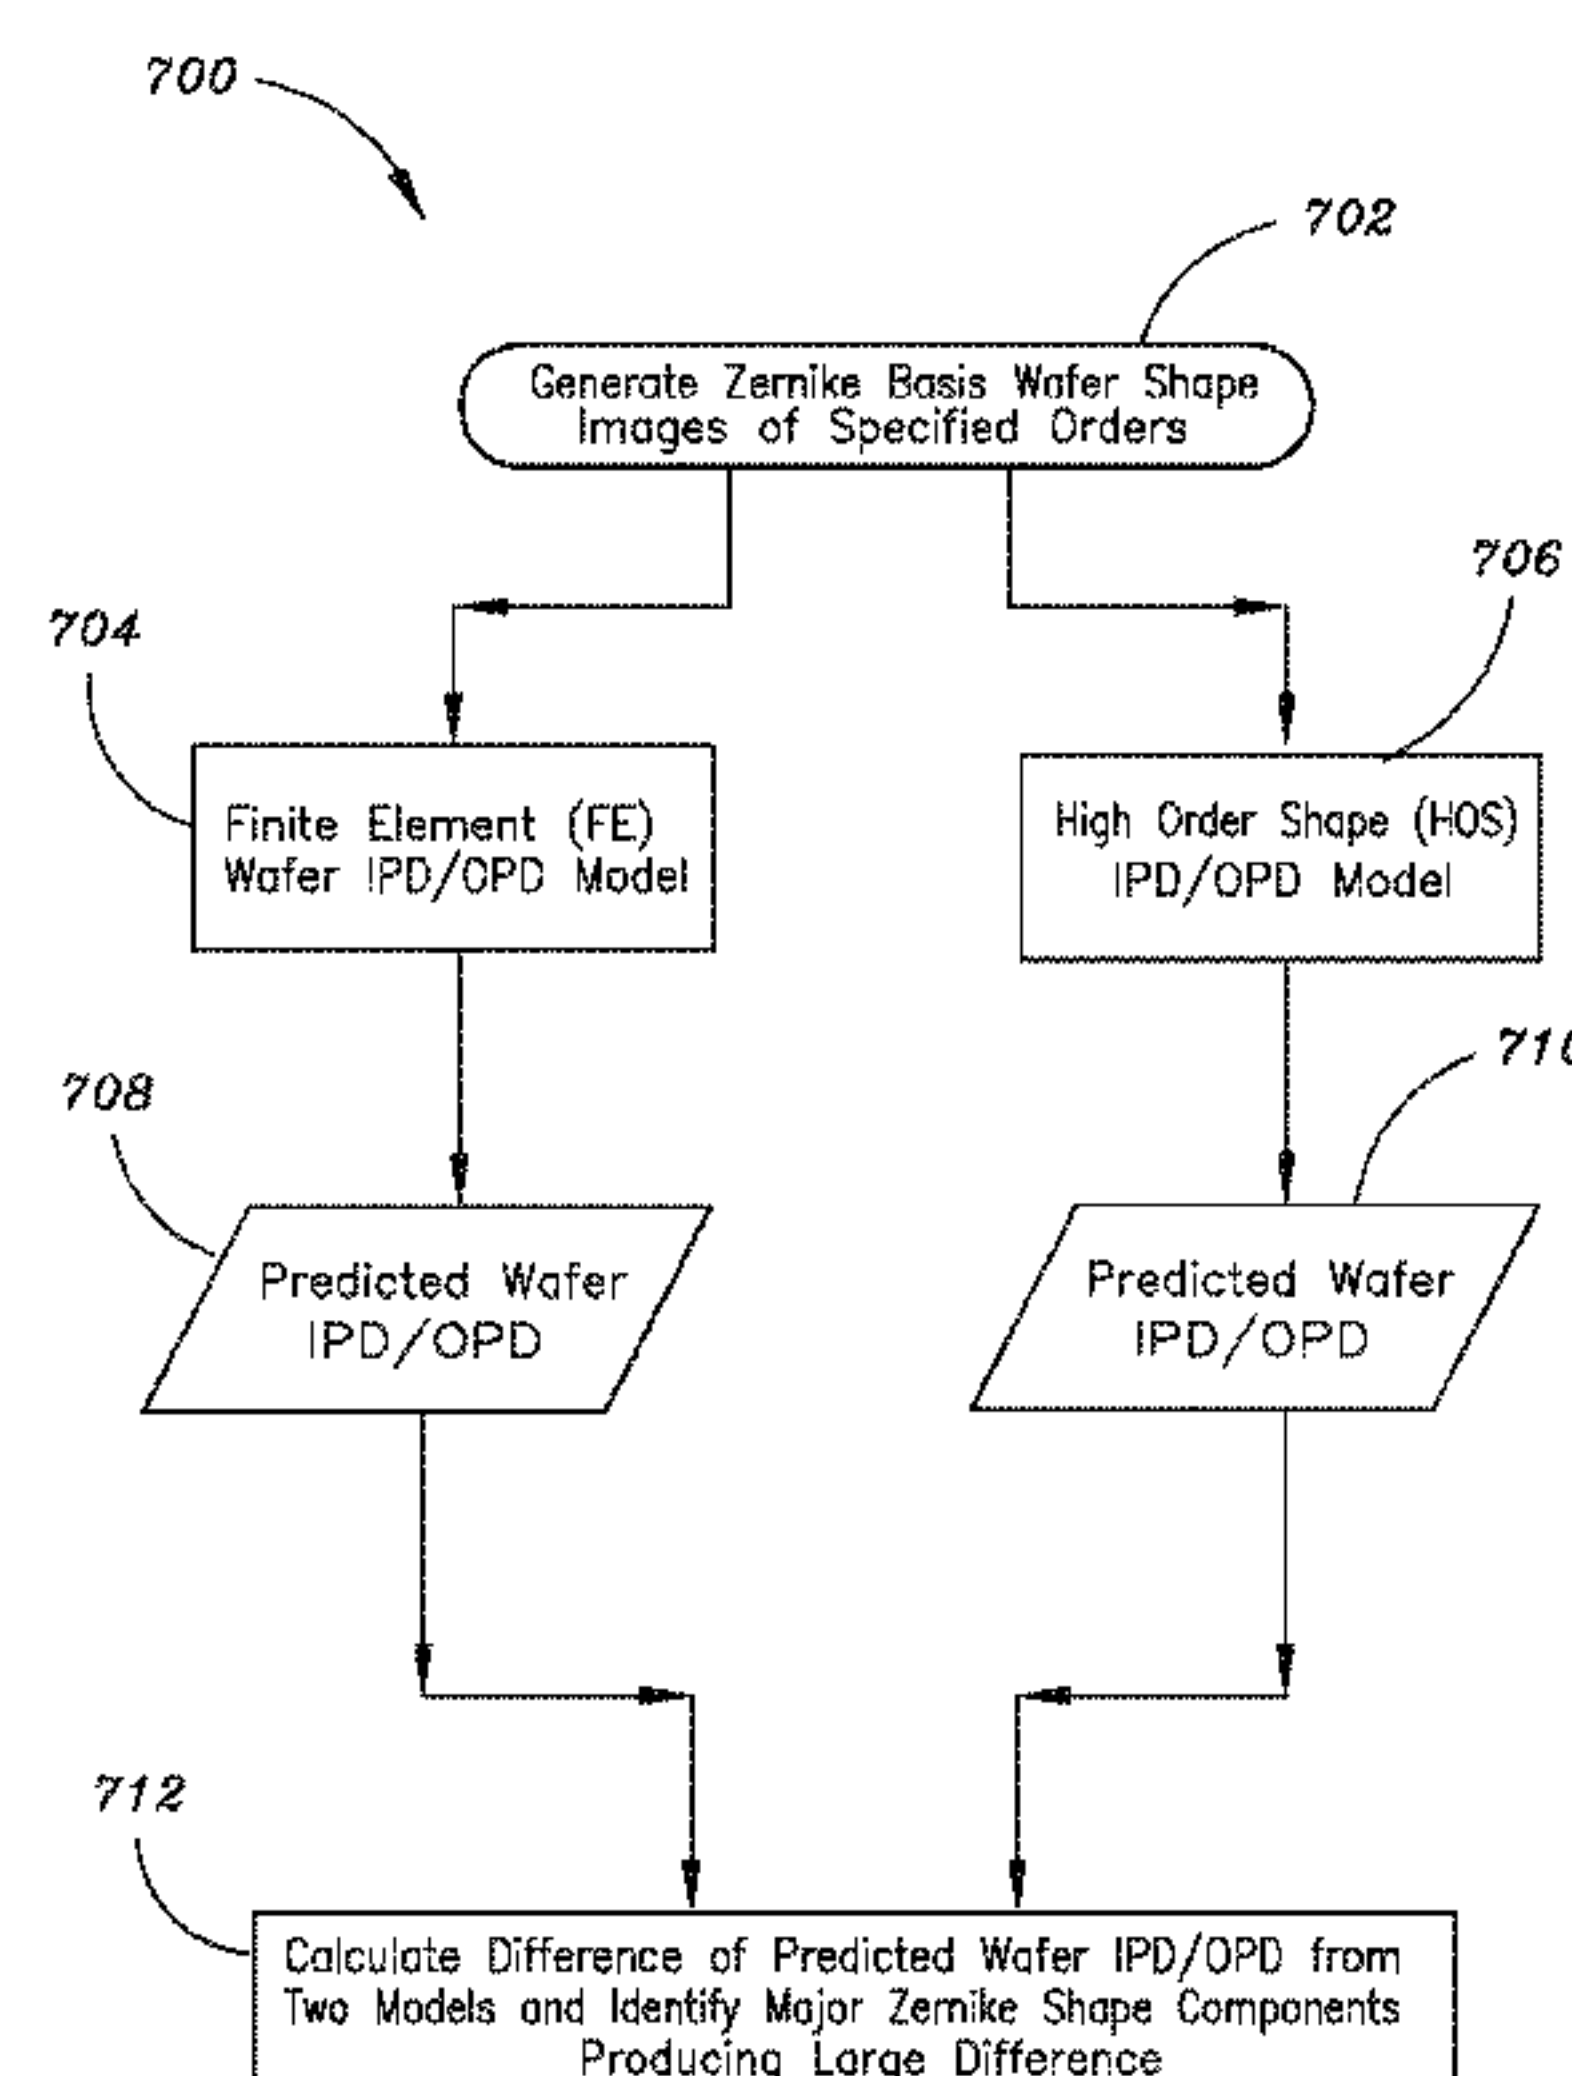 700
702
Generate Zernike Basis Wafer Shape
Images of Specified Orders
706
704
Finite Element (FE)
Wafer IPD/OPD Model
High Order Shape (HOS)
IPD/OPD Model
708
Predicted Wafer
IPD/OPD
Predicted Wafer
IPD/OPD
712
Calculate Difference of Predicted Wafer IPD/OPD from
Two Models and Identify Major Zernike Shape Components
Producing Large Difference